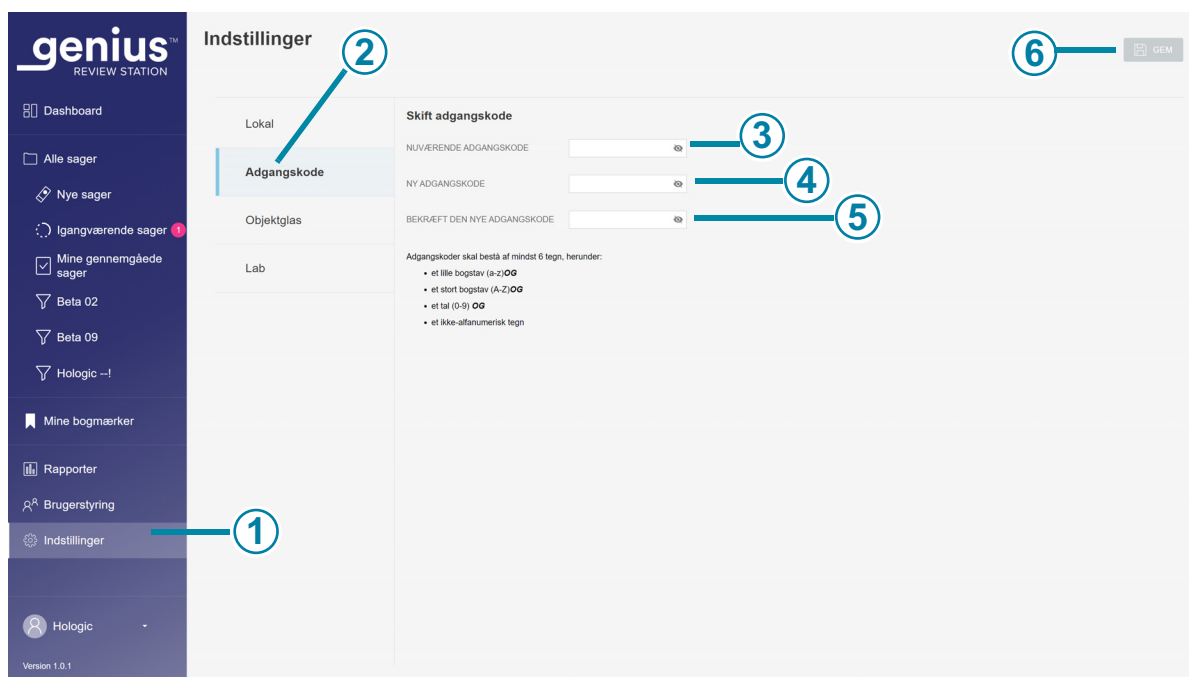 genius™
REVIEW STATION
Dashboard
Alle sager
Nye sager
Igangværende sager 1
Mine gennemgåede
sager
Beta 02
Beta 09
Hologic --!
Mine bogmærker
Rapporter
Brugerstyring
Indstillinger
Hologic
Version 1.0.1
Indstillinger
GEM
Lokal
Adgangskode
Objektglas
Lab
Skift adgangskode
NUVÆRENDE ADGANGSKODE
NY ADGANGSKODE
BEKRÆFT DEN NYE ADGANGSKODE
Adgangskoder skal bestå af mindst 6 tegn, herunder:
• et lille bogstav (a-z)OG
• et stort bogstav (A-Z)OG
• et tal (0-9) OG
• et ikke-alfanumerisk tegn
1
2
3
4
5
6